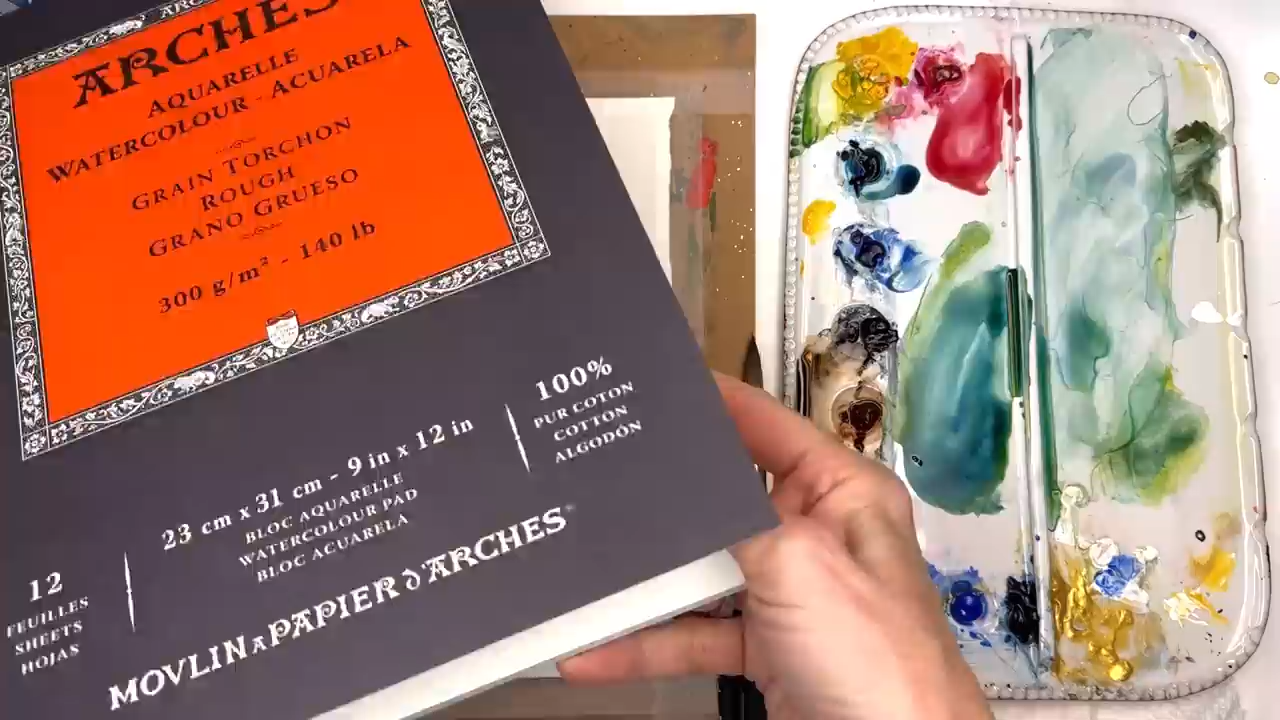 ARCHES
AQUARELLE
WATERCOLOUR - ACUARELA
GRAIN TORCHON
ROUGH
GRANO GRUESO
300 g/m² - 140 lb
23 cm x 31 cm - 9 in x 12 in
BLOC AQUARELLE
WATERCOLOUR PAD
BLOC ACUARELA
100%
PUR COTON
COTTON
ALGODÓN
12
FEUILLES
SHEETS
HOJAS
MOVLIN A PAPIER ∂'ARCHES®